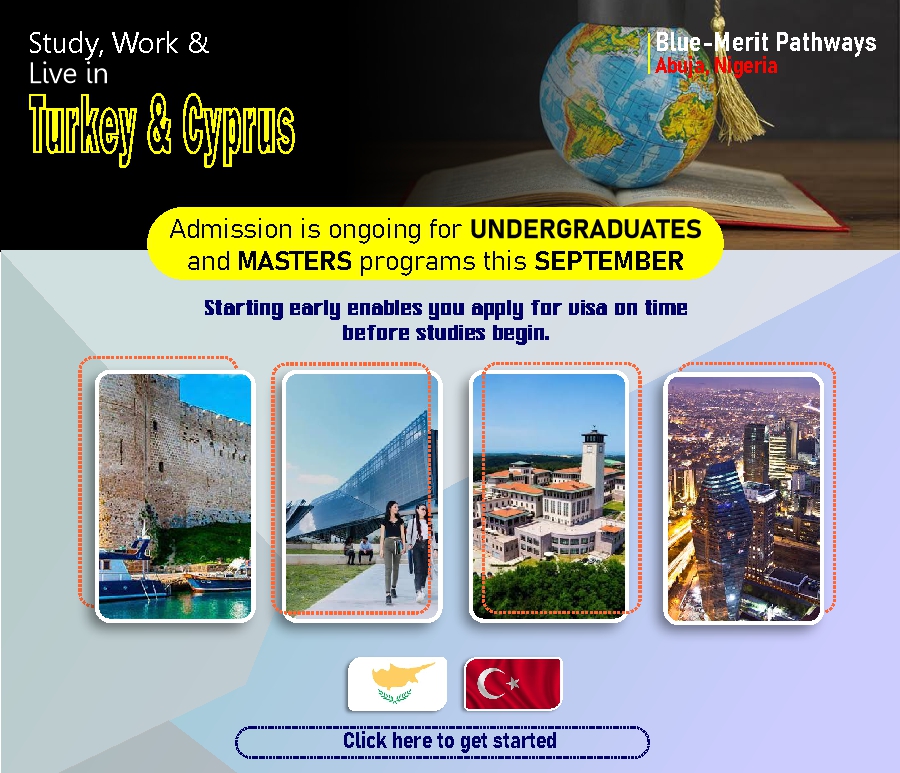 Study, Work &
Live in
Turkey & Cyprus
Blue-Merit Pathways
Abuja, Nigeria
Admission is ongoing for UNDERGRADUATES
and MASTERS programs this SEPTEMBER
Starting early enables you apply for visa on time
before studies begin.
Click here to get started